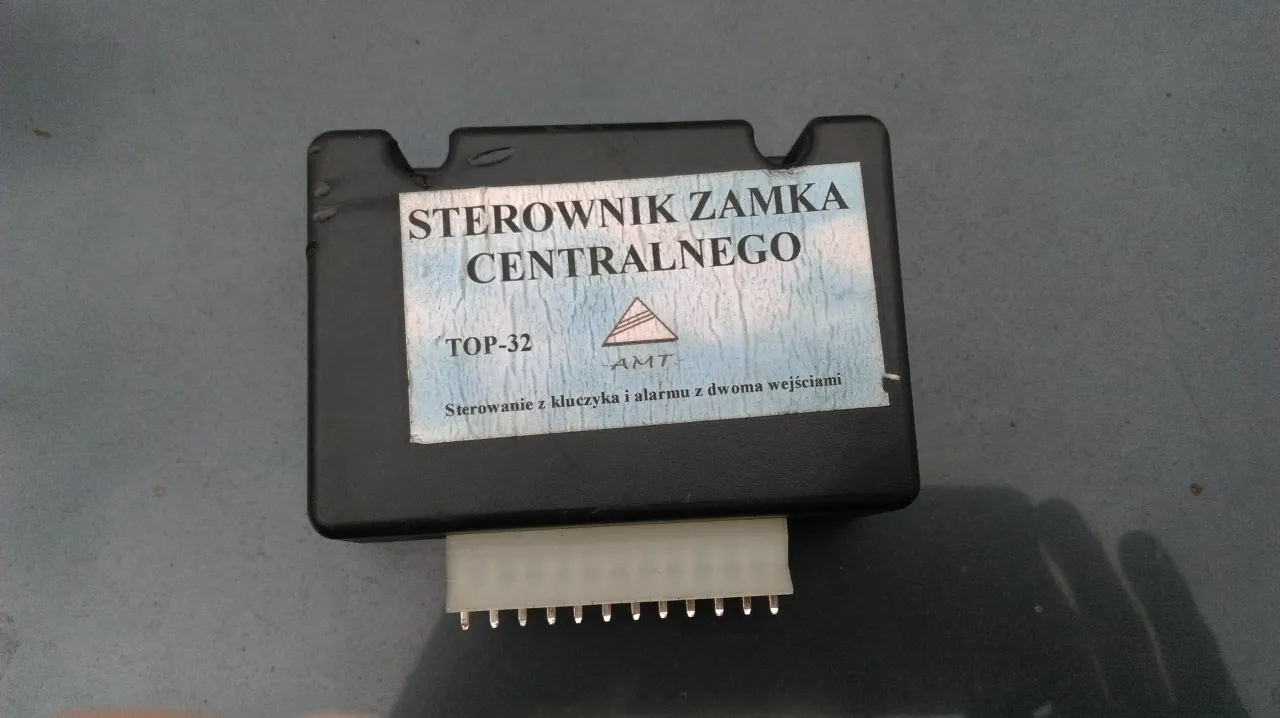 STEROWNIK ZAMKA
CENTRALNEGO
TOP-32
AMT
Sterowanie z kluczyka i alarmu z dwoma wejściami